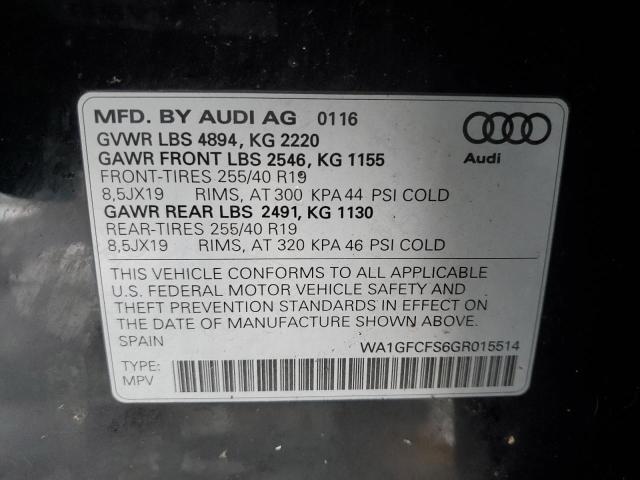 MFD. BY AUDI AG 0116
GVWR LBS 4894, KG 2220
GAWR FRONT LBS 2546, KG 1155
FRONT-TIRES 255/40 R19
8,5JX19 RIMS, AT 300 KPA 44 PSI COLD
GAWR REAR LBS 2491, KG 1130
REAR-TIRES 255/40 R19
8,5JX19 RIMS, AT 320 KPA 46 PSI COLD
Audi
THIS VEHICLE CONFORMS TO ALL APPLICABLE
U.S. FEDERAL MOTOR VEHICLE SAFETY AND
THEFT PREVENTION STANDARDS IN EFFECT ON
THE DATE OF MANUFACTURE SHOWN ABOVE.
SPAIN WA1GFCFS6GR015514
TYPE:
MPV